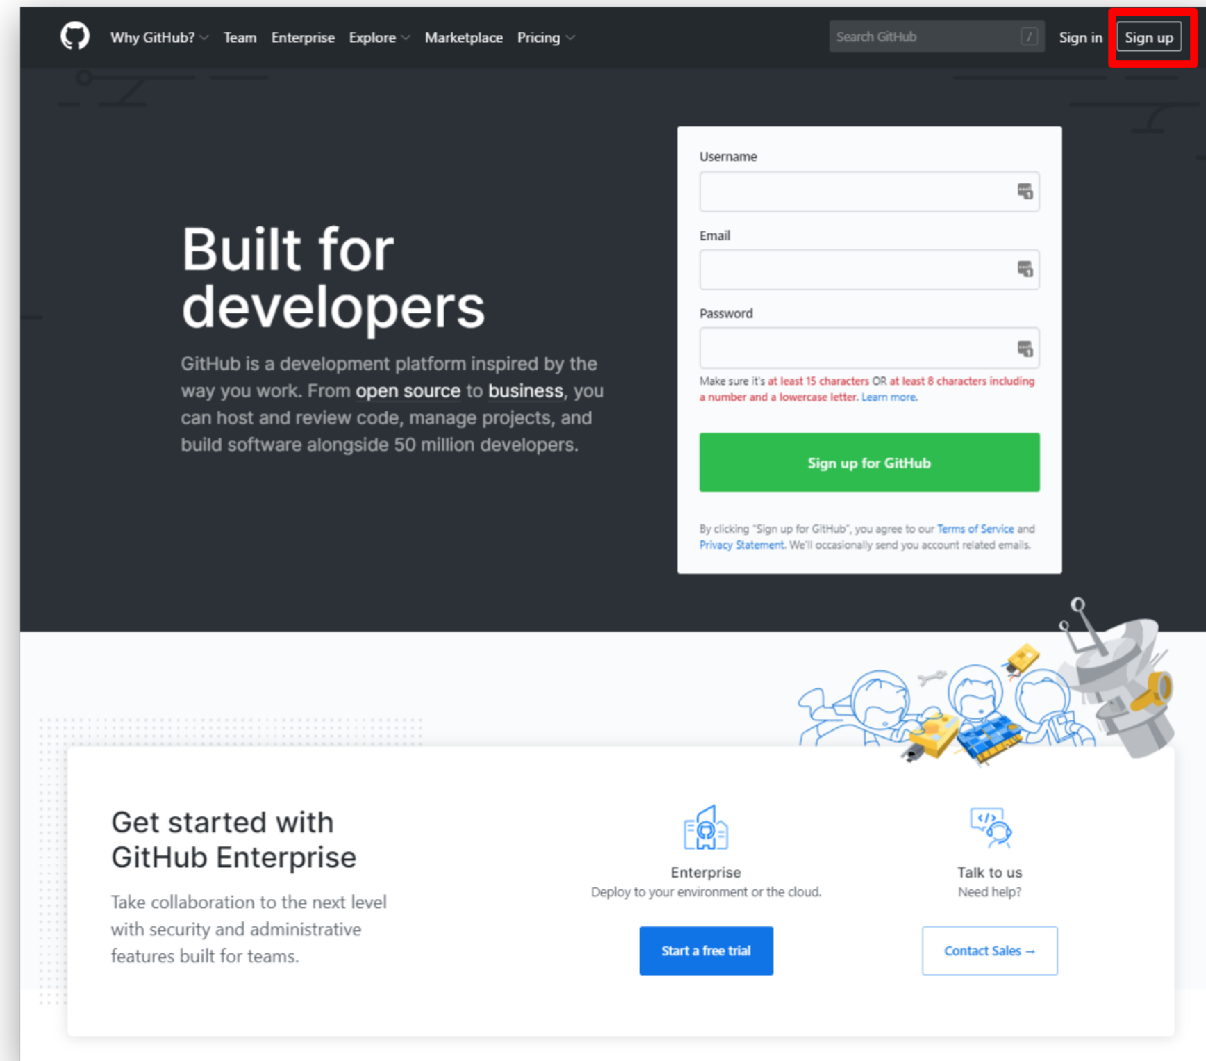 Why GitHub? Team Enterprise Explore Marketplace Pricing Search GitHub / Sign in Sign up
Built for
developers
GitHub is a development platform inspired by the
way you work. From open source to business, you
can host and review code, manage projects, and
build software alongside 50 million developers.
Username
Email
Password
Make sure it's at least 15 characters OR at least 8 characters including
a number and a lowercase letter. Learn more.
Sign up for GitHub
By clicking "Sign up for GitHub", you agree to our Terms of Service and
Privacy Statement. We'll occasionally send you account related emails.
Get started with
GitHub Enterprise
Take collaboration to the next level
with security and administrative
features built for teams.
Enterprise
Deploy to your environment or the cloud.
Start a free trial
Talk to us
Need help?
Contact Sales →